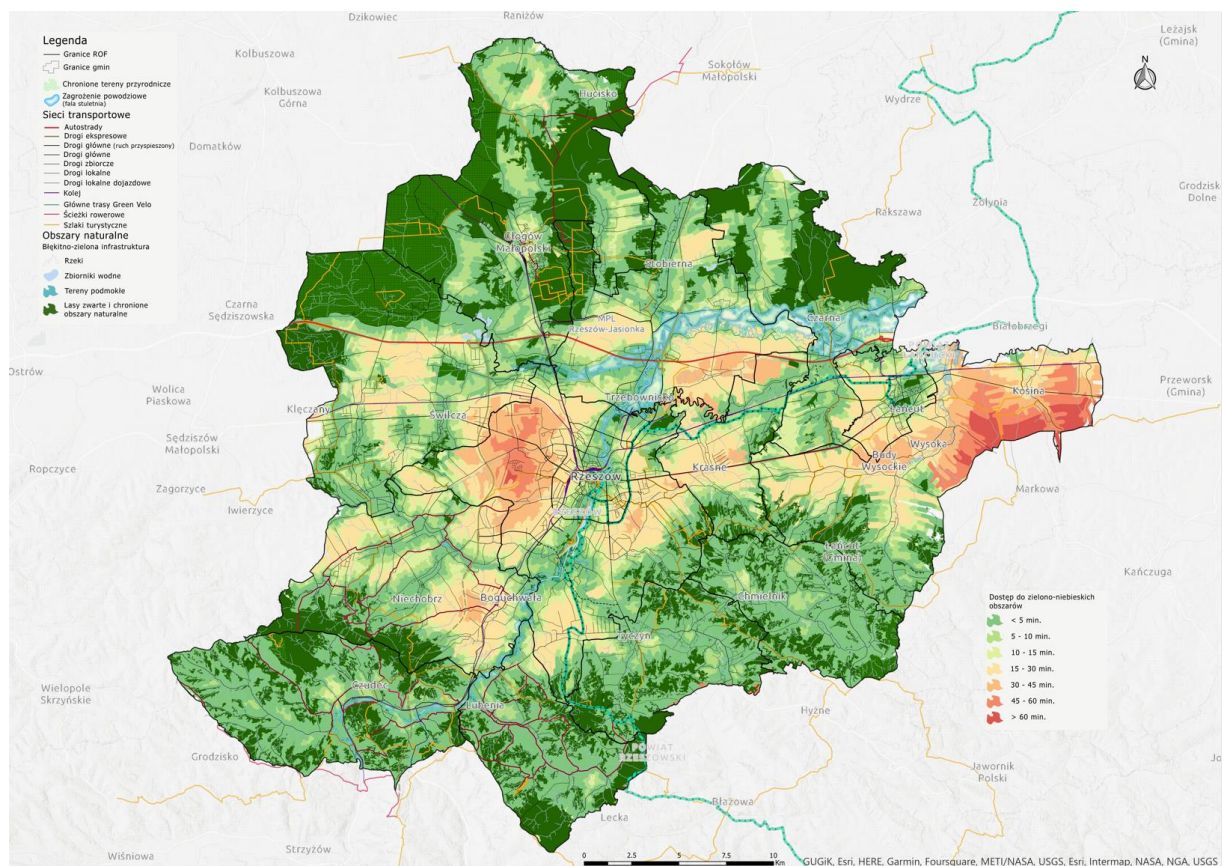 Legenda
Granice ROF
Granice gmin
Chronione tereny przyrodnicze
Zagrożenie powodziowe
(fala stuletnia)
Sieci transportowe
Autostrady
Drogi ekspresowe
Drogi główne (ruch przyspieszony)
Drogi główne
Drogi zbiorcze
Drogi lokalne
Drogi lokalne dojazdowe
Kolej
Główne trasy Green Velo
Ścieżki rowerowe
Szlaki turystyczne
Obszary naturalne
Błękitno-zielona infrastruktura
Rzeki
Zbiorniki wodne
Tereny podmokłe
Lasy zwarte i chronione
obszary naturalne
Dzikowiec
Raniżów
Leżajsk
(Gmina)
N
Kolbuszowa
Sokołów
Małopolski
Kolbuszowa
Górna
Hucisko
Wydrze
Domatków
Grodzisk
Dolne
Żołynia
Rakszawa
Głogów
Małopolski
Stobierna
Czarna
Sędziszowska
MPL
Rzeszów-Jasionka
Czarna
Białobrzegi
Ostrów
Wolica
Piaskowa
Klęczany
Świlcza
Trzebownisko
Łańcut
Kosina
Przeworsk
(Gmina)
Sędziszów
Małopolski
Wysoka
Ropczyce
Zagorzyce
Rzeszów
Krasne
Budy
Wysockie
Markowa
Iwierzyce
Łańcut
(Gmina)
Kańczuga
Niechobrz
Boguchwała
Chmielnik
Tyczyn
Wielopole
Skrzyńskie
Czudec
Lubenia
Hyżne
Grodzisko
POWIAT
RZESZOWSKI
Jawornik
Polski
Jo
Błażowa
Lecka
Wiśniowa
Strzyżów
Dostęp do zielono-niebieskich
obszarów
< 5 min.
5 - 10 min.
10 - 15 min.
15 - 30 min.
30 - 45 min.
45 - 60 min.
> 60 min.
0 2,5 5 7,5 10
Km
GUGiK, Esri, HERE, Garmin, Foursquare, METI/NASA, USGS, Esri, Intermap, NASA, NGA, USGS